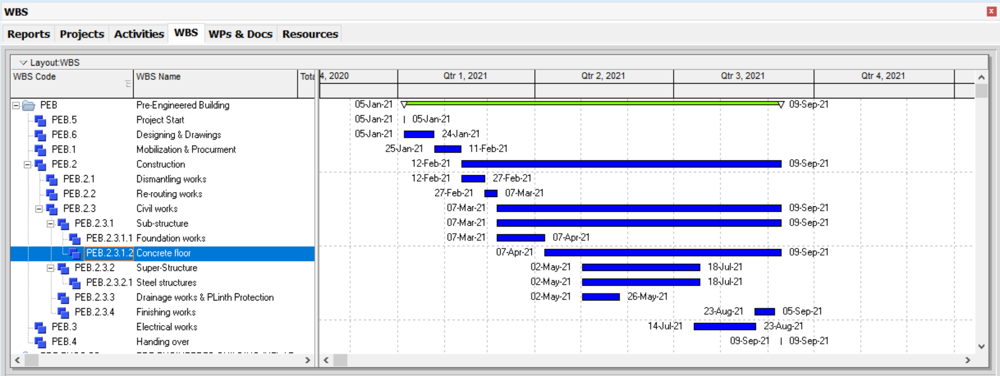 WBS
Reports Projects Activities WBS WPs & Docs Resources
Layout:WBS
WBS Code WBS Name Tota 4, 2020 Qtr 1, 2021 Qtr 2, 2021 Qtr 3, 2021 Qtr 4, 2021
PEB Pre-Engineered Building 05-Jan-21 09-Sep-21
PEB.5 Project Start 05-Jan-21 05-Jan-21
PEB.6 Designing & Drawings 05-Jan-21 24-Jan-21
PEB.1 Mobilization & Procurment 25-Jan-21 11-Feb-21
PEB.2 Construction 12-Feb-21 09-Sep-21
PEB.2.1 Dismantling works 12-Feb-21 27-Feb-21
PEB.2.2 Re-routing works 27-Feb-21 07-Mar-21
PEB.2.3 Civil works 07-Mar-21 09-Sep-21
PEB.2.3.1 Sub-structure 07-Mar-21 09-Sep-21
PEB.2.3.1.1 Foundation works 07-Mar-21 07-Apr-21
PEB.2.3.1.2 Concrete floor 07-Apr-21 09-Sep-21
PEB.2.3.2 Super-Structure 02-May-21 18-Jul-21
PEB.2.3.2.1 Steel structures 02-May-21 18-Jul-21
PEB.2.3.3 Drainage works & PLinth Protection 02-May-21 26-May-21
PEB.2.3.4 Finishing works 23-Aug-21 05-Sep-21
PEB.3 Electrical works 14-Jul-21 23-Aug-21
PEB.4 Handing over 09-Sep-21 09-Sep-21